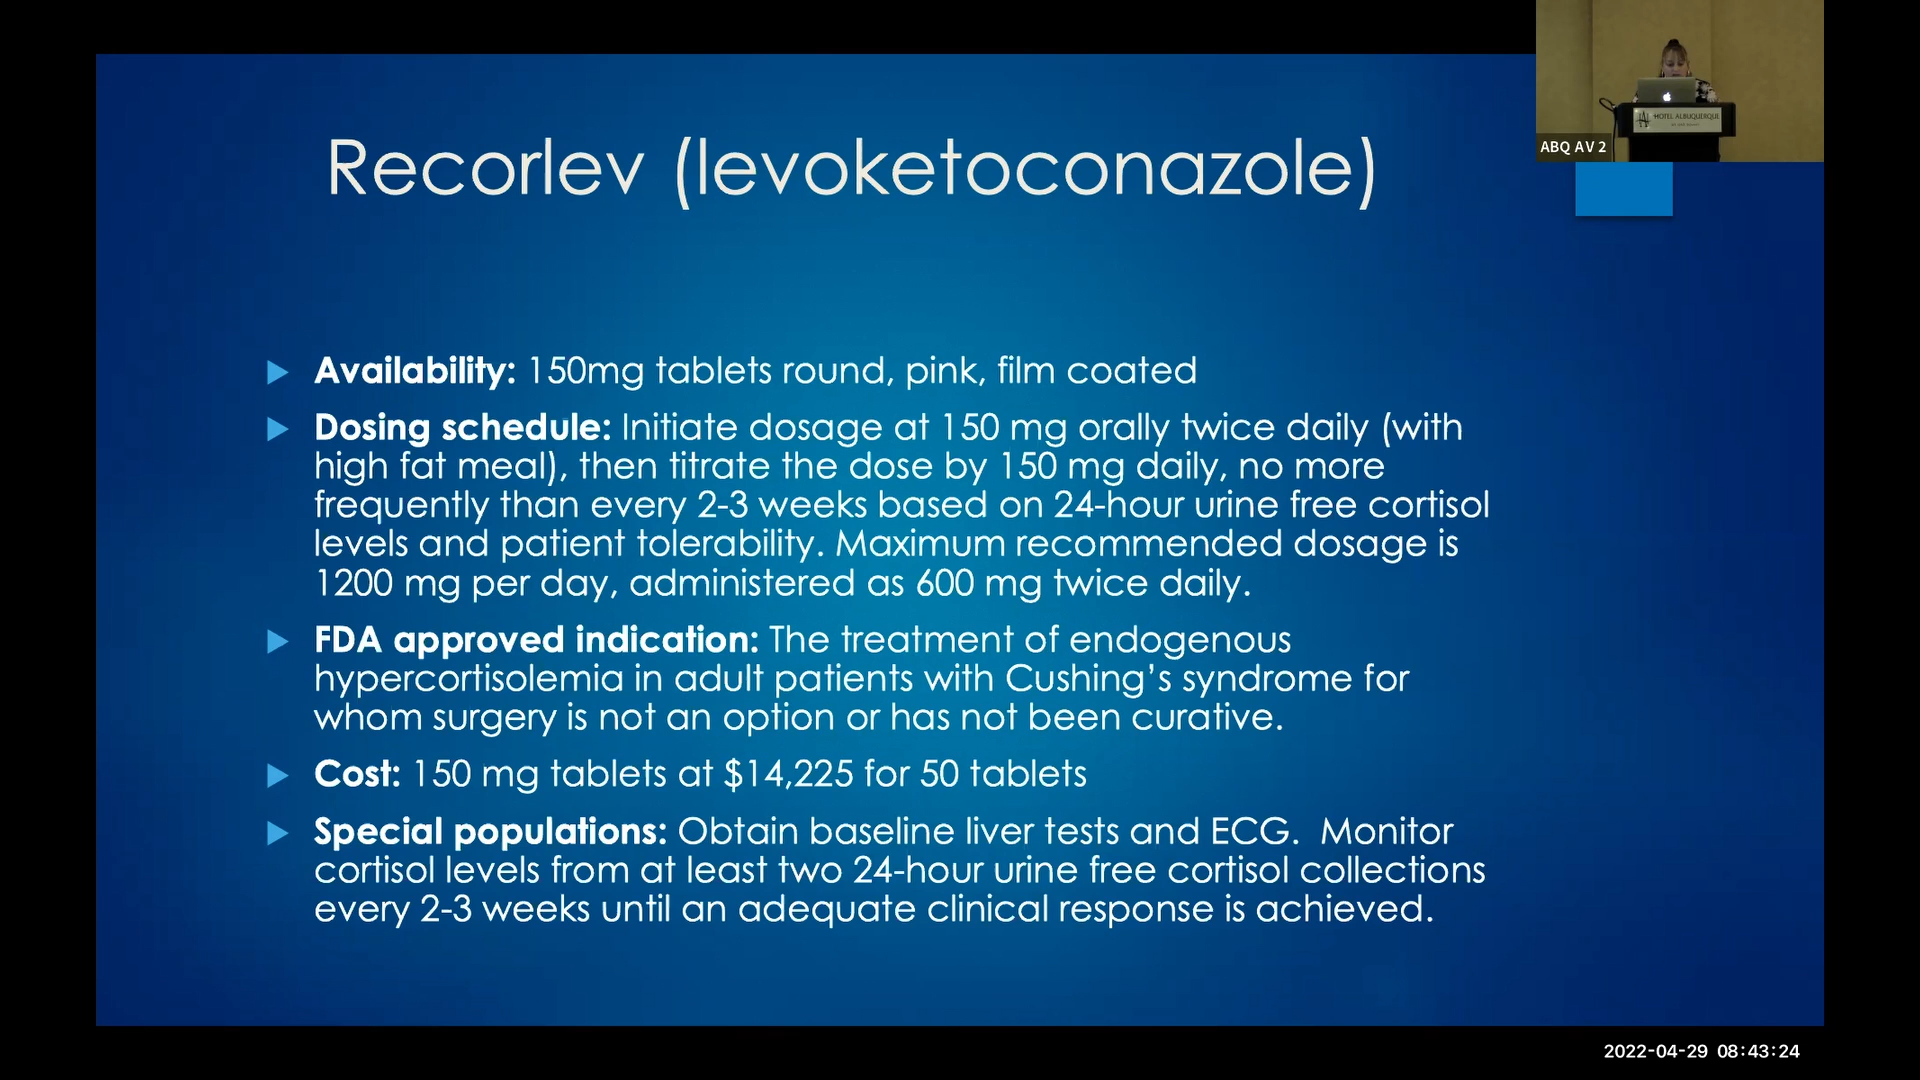 Recorlev (levoketoconazole)
HOTEL ALBUQUERQUE
ABQ AV 2
Availability: 150mg tablets round, pink, film coated
Dosing schedule: Initiate dosage at 150 mg orally twice daily (with
high fat meal), then titrate the dose by 150 mg daily, no more
frequently than every 2-3 weeks based on 24-hour urine free cortisol
levels and patient tolerability. Maximum recommended dosage is
1200 mg per day, administered as 600 mg twice daily.
FDA approved indication: The treatment of endogenous
hypercortisolemia in adult patients with Cushing’s syndrome for
whom surgery is not an option or has not been curative.
Cost: 150 mg tablets at $14,225 for 50 tablets
Special populations: Obtain baseline liver tests and ECG.  Monitor
cortisol levels from at least two 24-hour urine free cortisol collections
every 2-3 weeks until an adequate clinical response is achieved.
2022-04-29 08:43:24